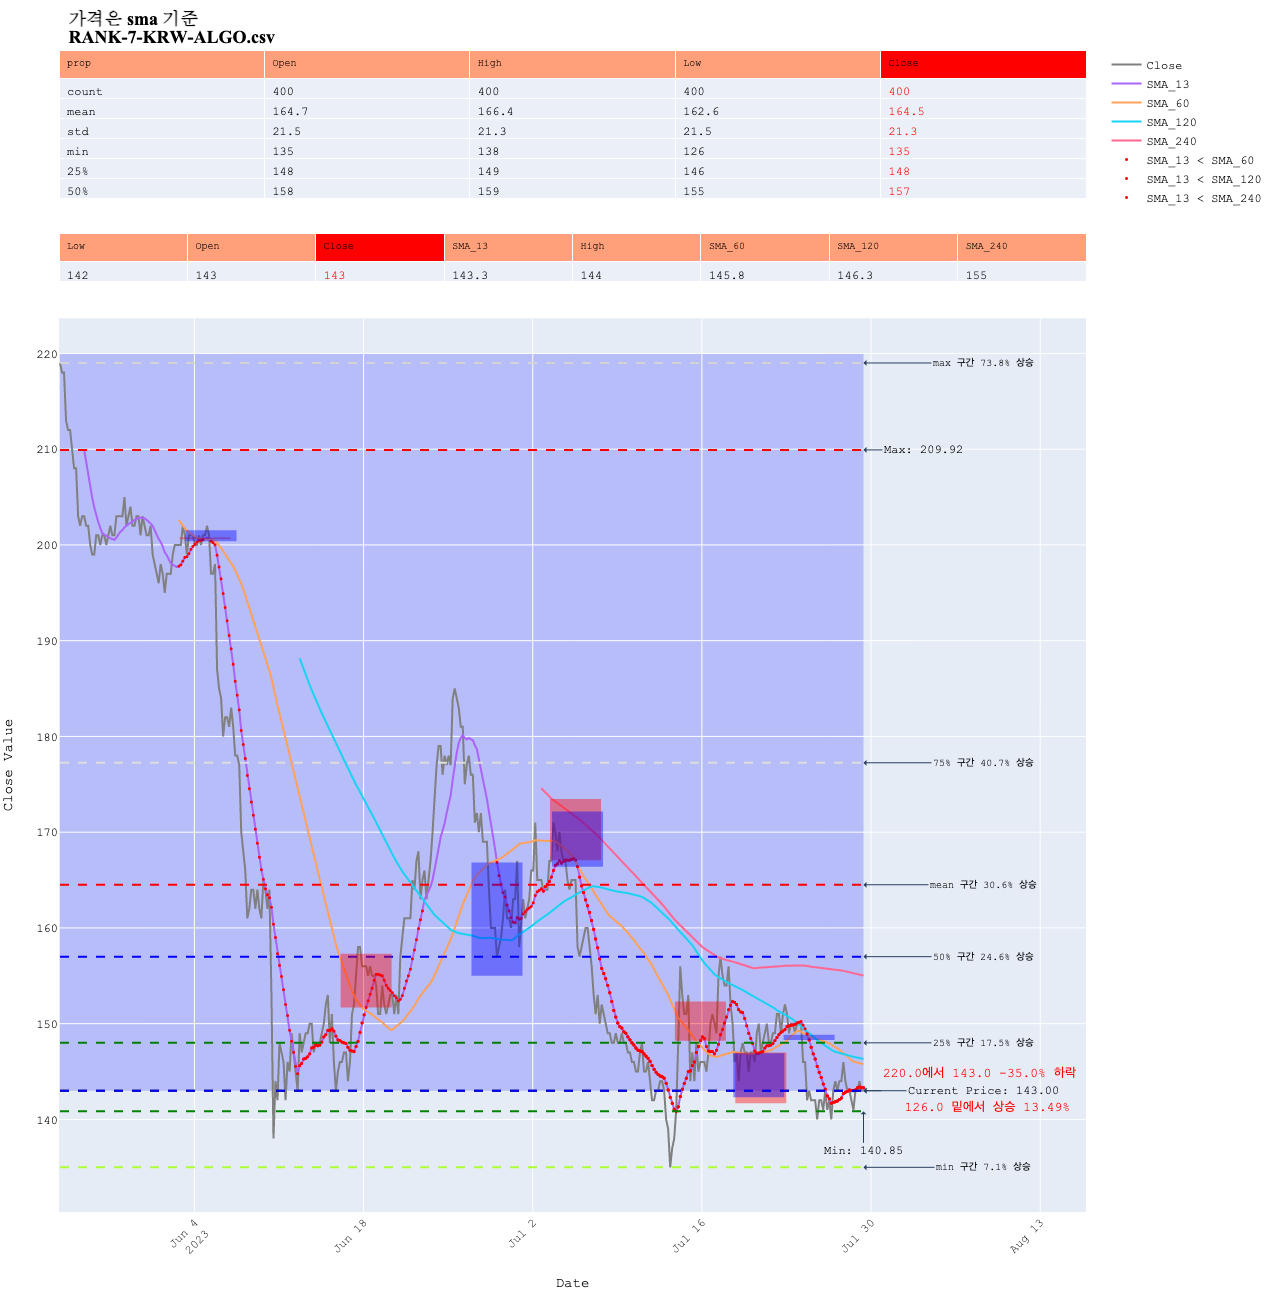 가격은 sma 기준
RANK-7-KRW-ALGO.csv
prop Open High Low Close
count 400 400 400 400
mean 164.7 166.4 162.6 164.5
std 21.5 21.3 21.5 21.3
min 135 138 126 135
25% 148 149 146 148
50% 158 159 155 157
Low Open Close SMA_13 High SMA_60 SMA_120 SMA_240
142 143 143 143.3 144 145.8 146.3 155
Close
SMA_13
SMA_60
SMA_120
SMA_240
SMA_13 < SMA_60
SMA_13 < SMA_120
SMA_13 < SMA_240
Close Value
220
210
200
190
180
170
160
150
140
max 구간 73.8% 상승
Max: 209.92
75% 구간 40.7% 상승
mean 구간 30.6% 상승
50% 구간 24.6% 상승
25% 구간 17.5% 상승
220.0에서 143.0 -35.0% 하락
Current Price: 143.00
126.0 밑에서 상승 13.49%
Min: 140.85
min 구간 7.1% 상승
Jun 4
2023
Jun 18
Jul 2
Jul 16
Jul 30
Aug 13
Date